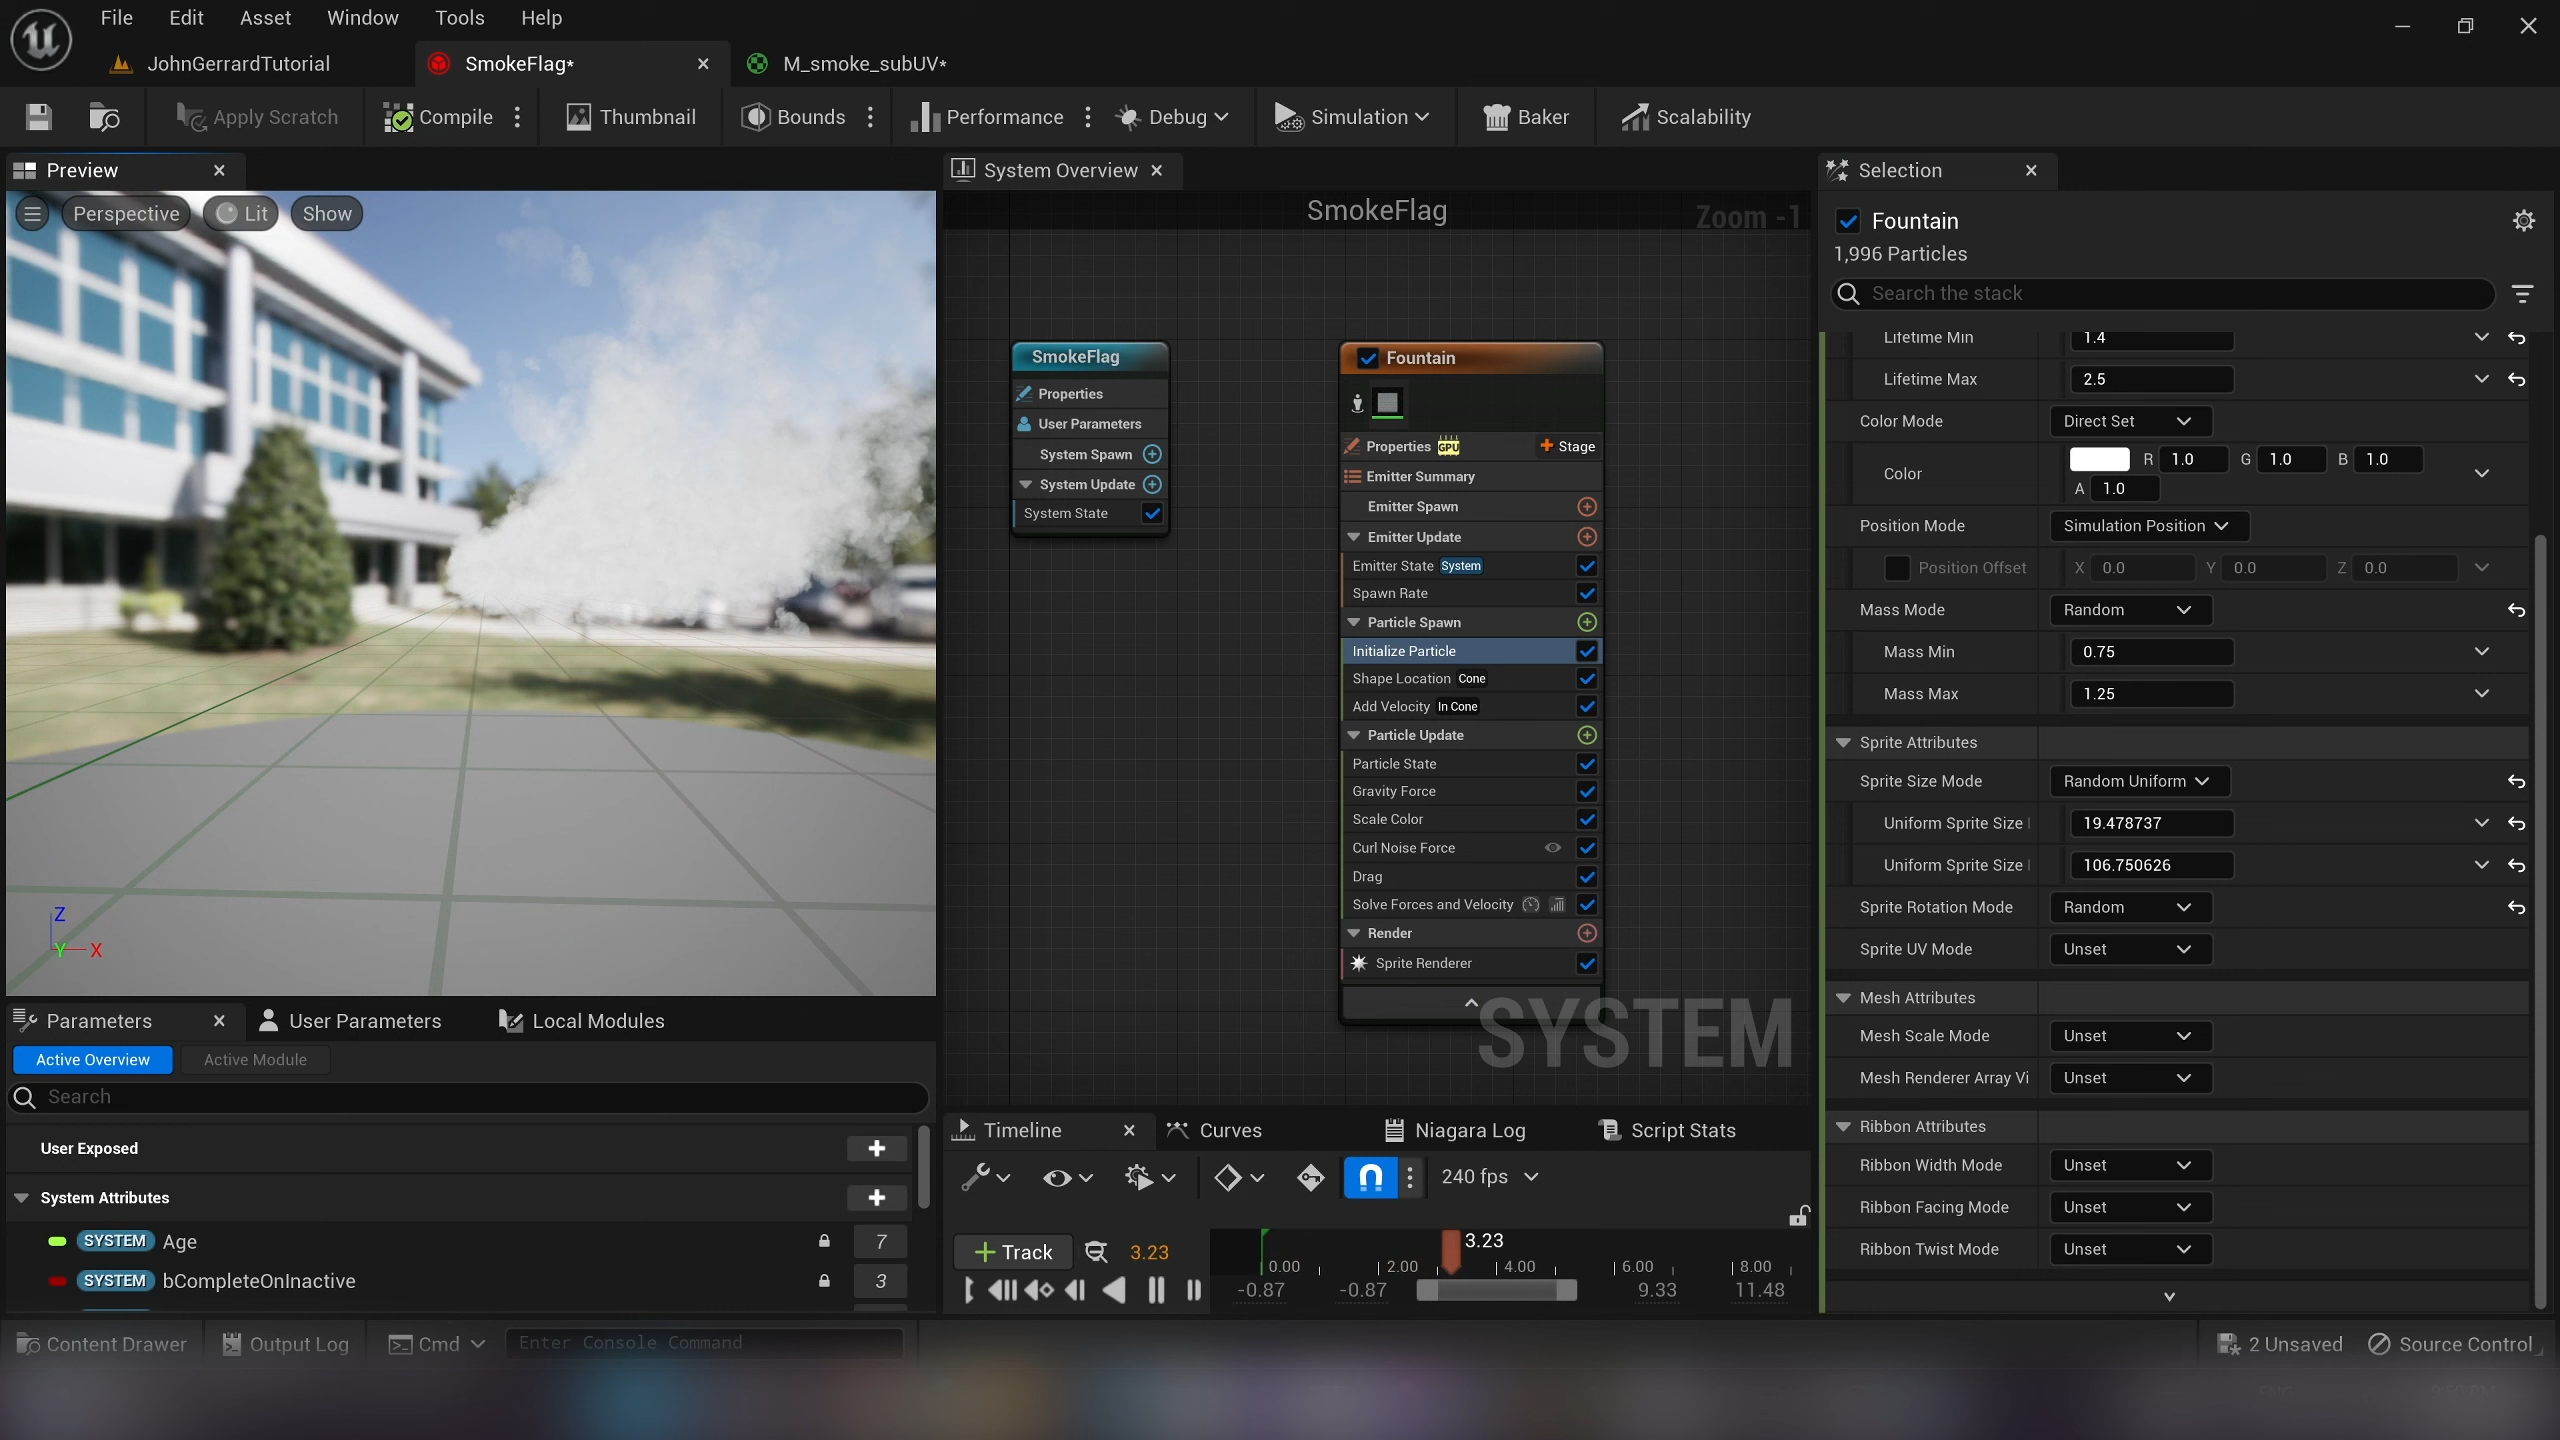 File Edit Asset Window Tools Help
JohnGerrardTutorial SmokeFlag* M_smoke_subUV*
Apply Scratch Compile Thumbnail Bounds Performance Debug Simulation Baker Scalability
Preview
Perspective Lit Show
Z
Y X
System Overview
SmokeFlag
Zoom -1
SmokeFlag
Properties
User Parameters
System Spawn
System Update
System State
Fountain
Properties GPU Stage
Emitter Summary
Emitter Spawn
Emitter Update
Emitter State System
Spawn Rate
Particle Spawn
Initialize Particle
Shape Location Cone
Add Velocity In Cone
Particle Update
Particle State
Gravity Force
Scale Color
Curl Noise Force
Drag
Solve Forces and Velocity
Render
Sprite Renderer
SYSTEM
Selection
Fountain
1,996 Particles
Search the stack
Lifetime Min 1.4
Lifetime Max 2.5
Color Mode Direct Set
Color R 1.0 G 1.0 B 1.0
A 1.0
Position Mode Simulation Position
Position Offset X 0.0 Y 0.0 Z 0.0
Mass Mode Random
Mass Min 0.75
Mass Max 1.25
Sprite Attributes
Sprite Size Mode Random Uniform
Uniform Sprite Size 19.478737
Uniform Sprite Size 106.750626
Sprite Rotation Mode Random
Sprite UV Mode Unset
Mesh Attributes
Mesh Scale Mode Unset
Mesh Renderer Array Vi Unset
Ribbon Attributes
Ribbon Width Mode Unset
Ribbon Facing Mode Unset
Ribbon Twist Mode Unset
Parameters User Parameters Local Modules
Active Overview Active Module
Search
User Exposed
System Attributes
SYSTEM Age 7
SYSTEM bCompleteOnInactive 3
Timeline Curves Niagara Log Script Stats
240 fps
Track 3.23 3.23
0.00 2.00 4.00 6.00 8.00
-0.87 -0.87 9.33 11.48
Content Drawer Output Log Cmd Enter Console Command 2 Unsaved Source Control